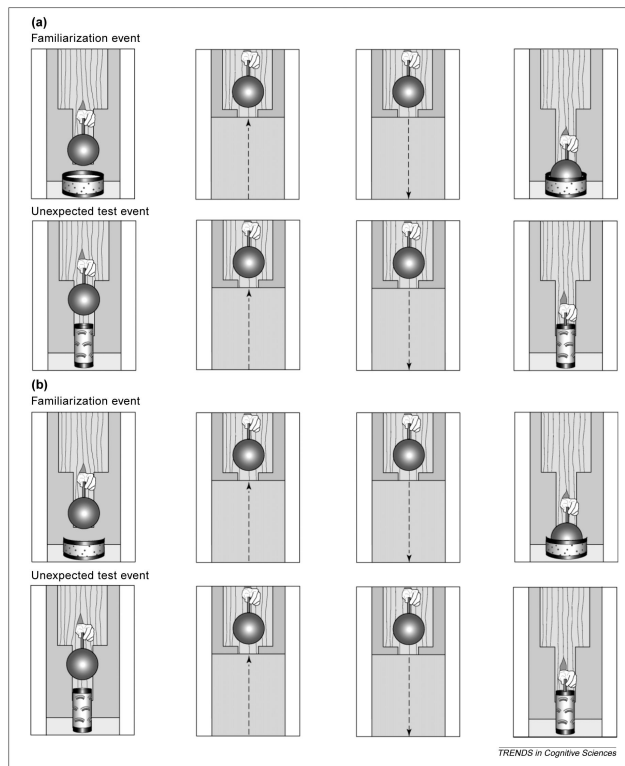 (a)
Familiarization event
Unexpected test event
(b)
Familiarization event
Unexpected test event
TRENDS in Cognitive Sciences